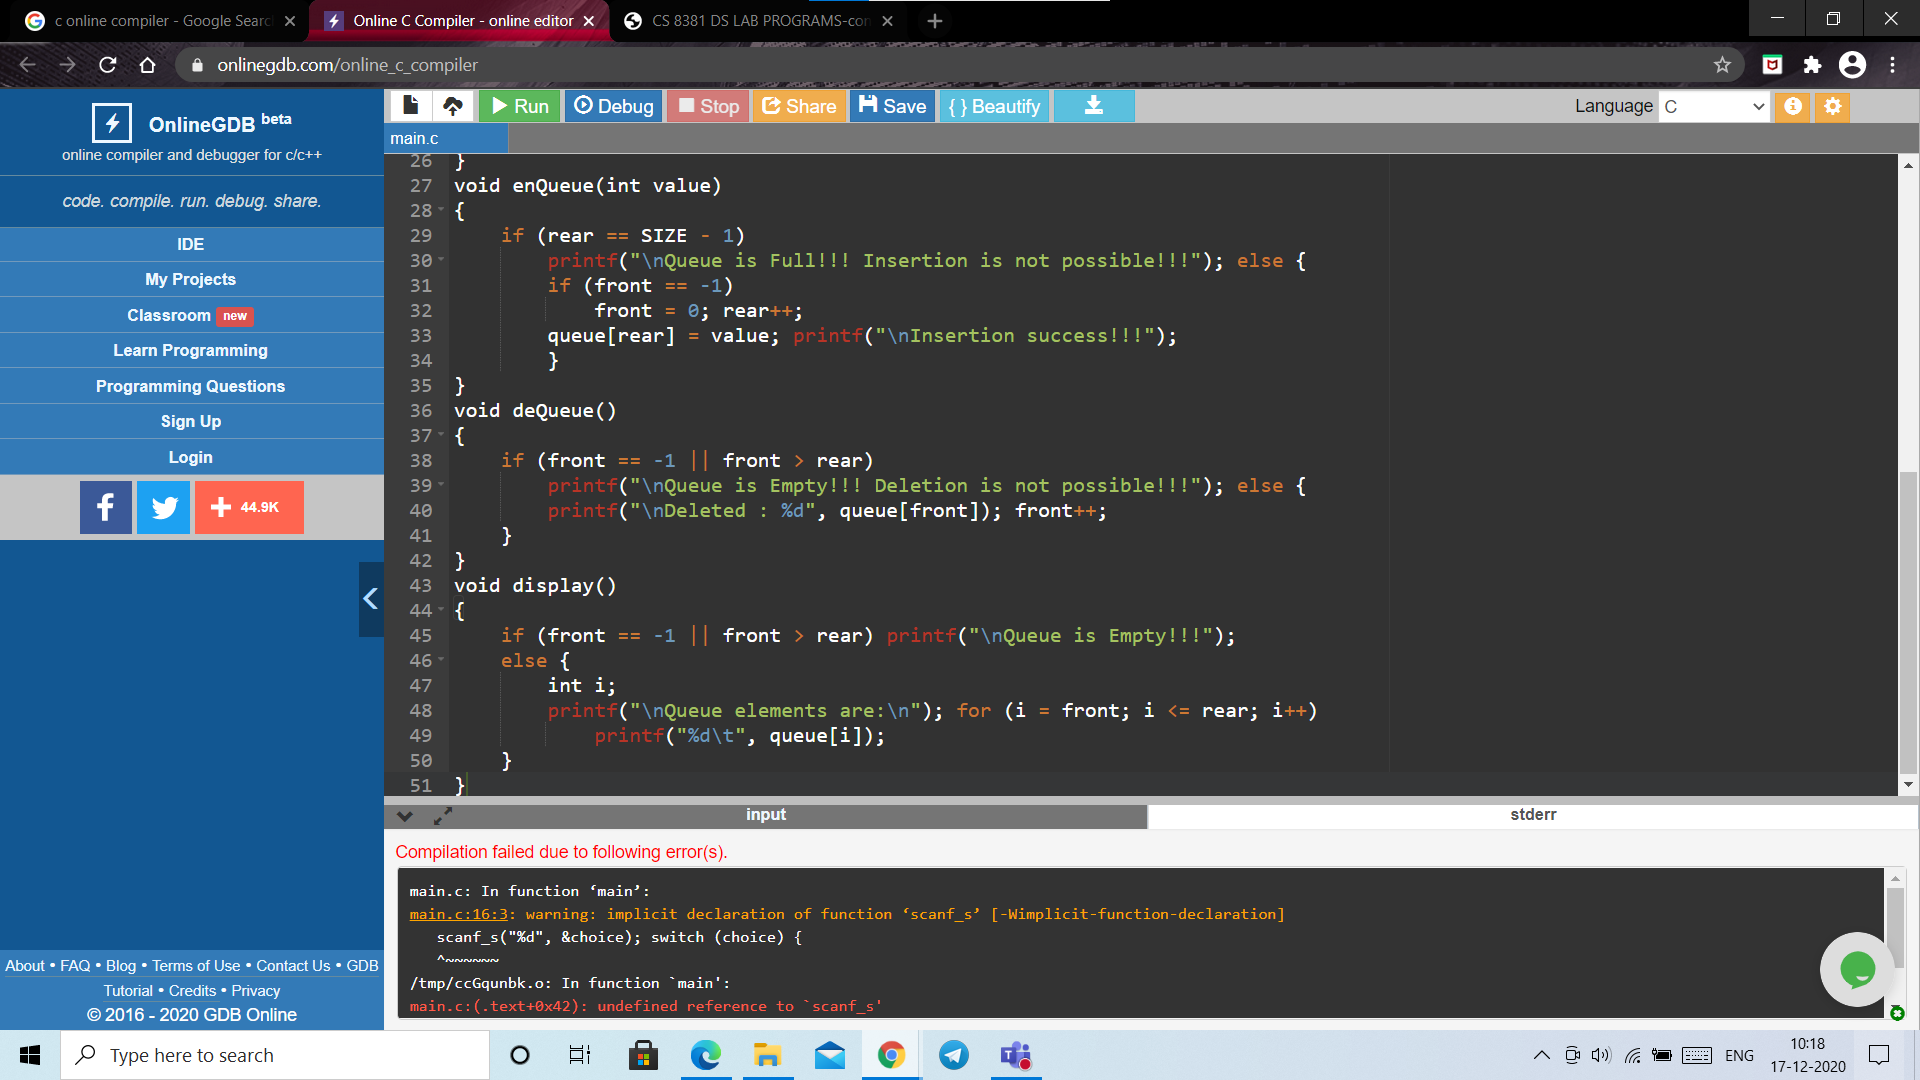 c online compiler - Google Searc
Online C Compiler - online editor
CS 8381 DS LAB PROGRAMS-con
onlinegdb.com/online_c_compiler
OnlineGDB beta
online compiler and debugger for c/c++
code. compile. run. debug. share.
IDE
My Projects
Classroom new
Learn Programming
Programming Questions
Sign Up
Login
44.9K
About • FAQ • Blog • Terms of Use • Contact Us • GDB
Tutorial • Credits • Privacy
© 2016 - 2020 GDB Online
Run Debug Stop Share Save { } Beautify
Language C
main.c
26 }
27 void enQueue(int value)
28 {
29 if (rear == SIZE - 1)
30 printf("\nQueue is Full!!! Insertion is not possible!!!"); else {
31 if (front == -1)
32 front = 0; rear++;
33 queue[rear] = value; printf("\nInsertion success!!!");
34 }
35 }
36 void deQueue()
37 {
38 if (front == -1 || front > rear)
39 printf("\nQueue is Empty!!! Deletion is not possible!!!"); else {
40 printf("\nDeleted : %d", queue[front]); front++;
41 }
42 }
43 void display()
44 {
45 if (front == -1 || front > rear) printf("\nQueue is Empty!!!");
46 else {
47 int i;
48 printf("\nQueue elements are:\n"); for (i = front; i <= rear; i++)
49 printf("%d\t", queue[i]);
50 }
51 }
input
stderr
Compilation failed due to following error(s).
main.c: In function ‘main’:
main.c:16:3: warning: implicit declaration of function ‘scanf_s’ [-Wimplicit-function-declaration]
scanf_s("%d", &choice); switch (choice) {
^~~~~~~
/tmp/ccGqunbk.o: In function `main':
main.c:(.text+0x42): undefined reference to `scanf_s'
Type here to search
ENG
10:18
17-12-2020